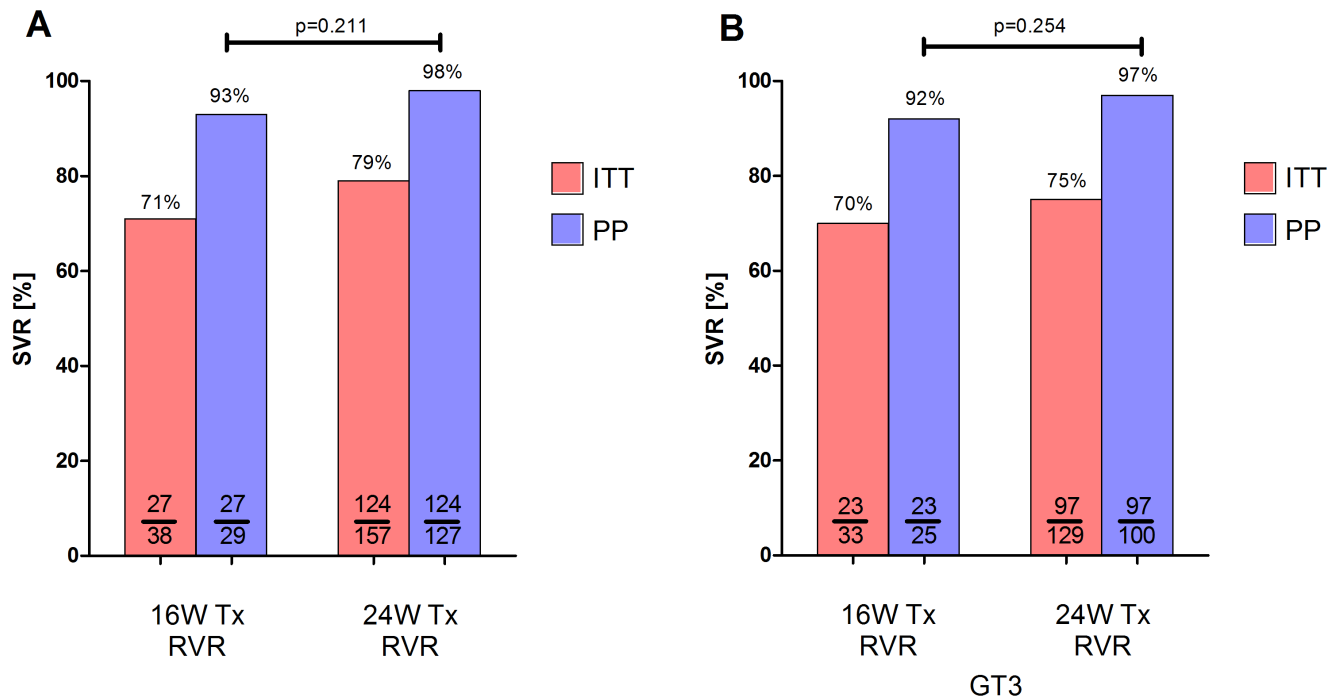 A
p=0.211
100
80
60
40
20
0
SVR [%]
71%
93%
79%
98%
27
38
27
29
124
157
124
127
16W Tx
RVR
24W Tx
RVR
ITT
PP
B
p=0.254
100
80
60
40
20
0
SVR [%]
70%
92%
75%
97%
23
33
23
25
97
129
97
100
16W Tx
RVR
24W Tx
RVR
GT3
ITT
PP